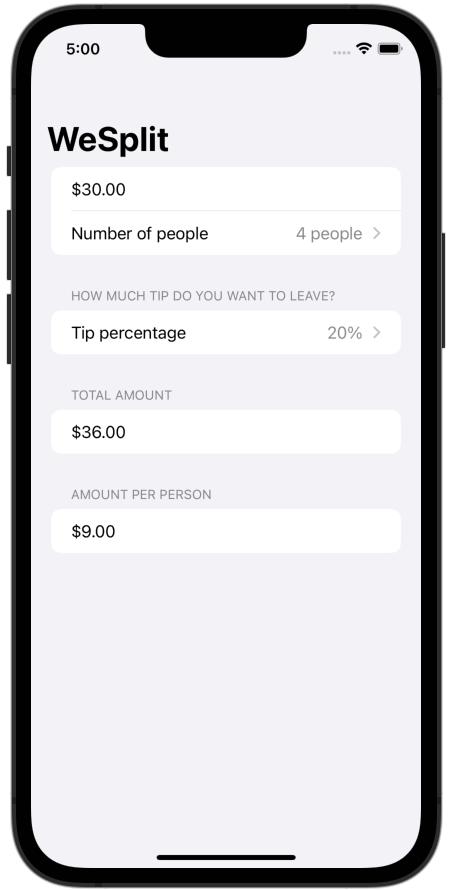 5:00
WeSplit
$30.00
Number of people 4 people
HOW MUCH TIP DO YOU WANT TO LEAVE?
Tip percentage 20%
TOTAL AMOUNT
$36.00
AMOUNT PER PERSON
$9.00